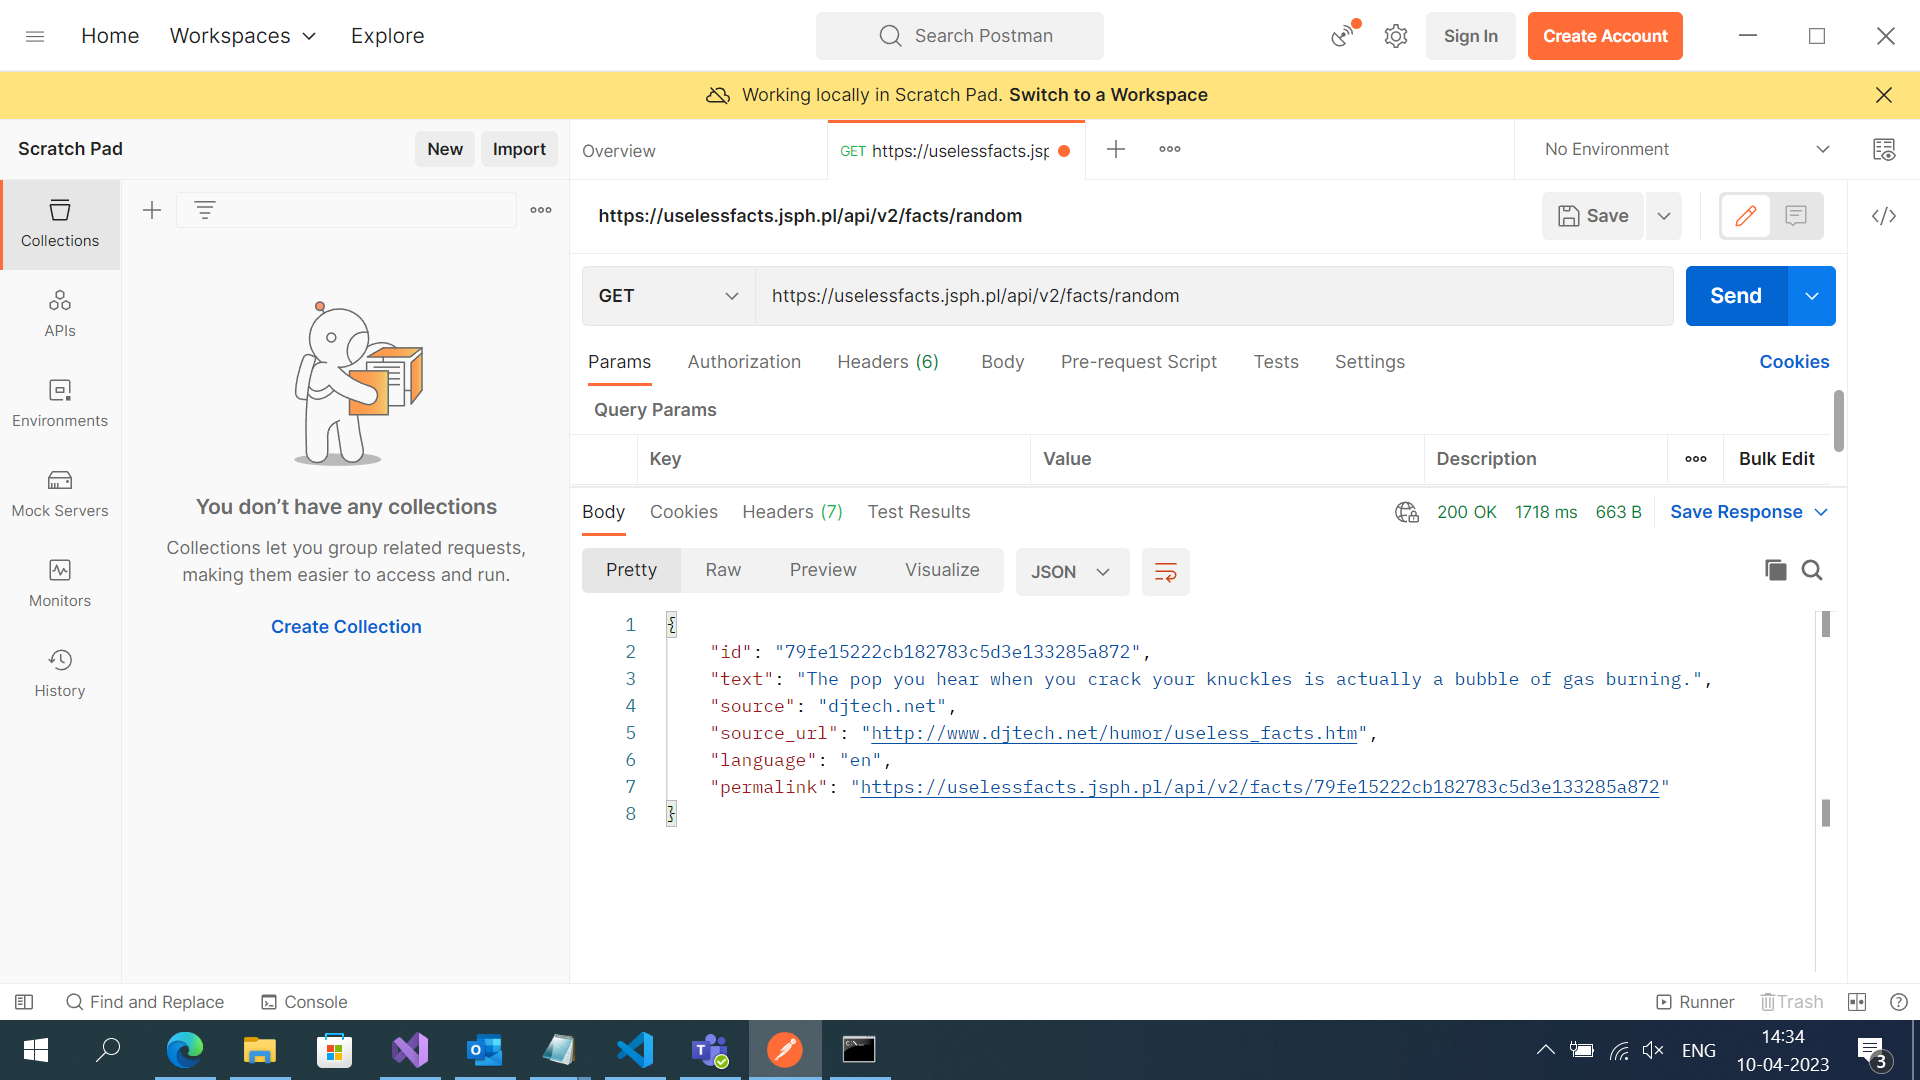 Home Workspaces Explore Search Postman Sign In Create Account
Working locally in Scratch Pad. Switch to a Workspace
Scratch Pad New Import Overview GET https://uselessfacts.jsp No Environment
Collections
APIs
Environments
Mock Servers
Monitors
History
You don’t have any collections
Collections let you group related requests,
making them easier to access and run.
Create Collection
https://uselessfacts.jsph.pl/api/v2/facts/random Save
GET https://uselessfacts.jsph.pl/api/v2/facts/random Send
Params Authorization Headers (6) Body Pre-request Script Tests Settings Cookies
Query Params
Key Value Description Bulk Edit
Body Cookies Headers (7) Test Results 200 OK 1718 ms 663 B Save Response
Pretty Raw Preview Visualize JSON
1 {
2 "id": "79fe15222cb182783c5d3e133285a872",
3 "text": "The pop you hear when you crack your knuckles is actually a bubble of gas burning.",
4 "source": "djtech.net",
5 "source_url": "http://www.djtech.net/humor/useless_facts.htm",
6 "language": "en",
7 "permalink": "https://uselessfacts.jsph.pl/api/v2/facts/79fe15222cb182783c5d3e133285a872"
8 }
Find and Replace Console Runner Trash
ENG 14:34
10-04-2023 3